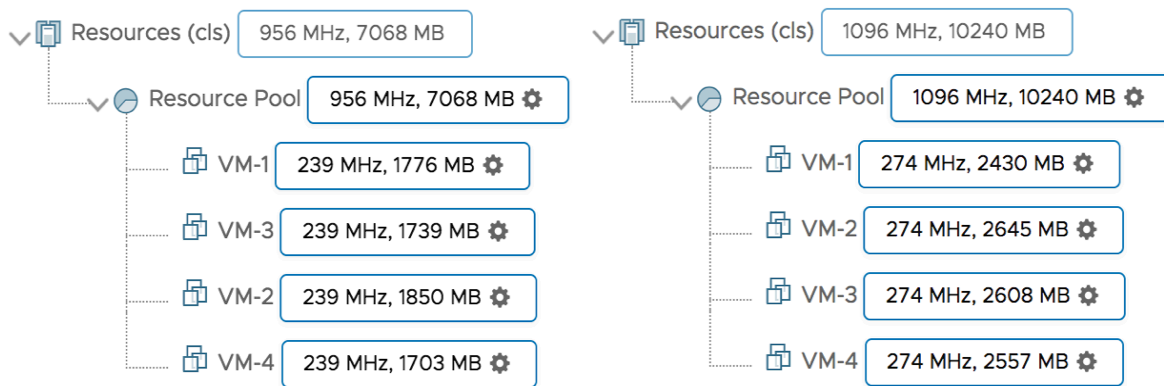 Resources (cls) 956 MHz, 7068 MB
Resource Pool 956 MHz, 7068 MB
VM-1 239 MHz, 1776 MB
VM-3 239 MHz, 1739 MB
VM-2 239 MHz, 1850 MB
VM-4 239 MHz, 1703 MB
Resources (cls) 1096 MHz, 10240 MB
Resource Pool 1096 MHz, 10240 MB
VM-1 274 MHz, 2430 MB
VM-2 274 MHz, 2645 MB
VM-3 274 MHz, 2608 MB
VM-4 274 MHz, 2557 MB